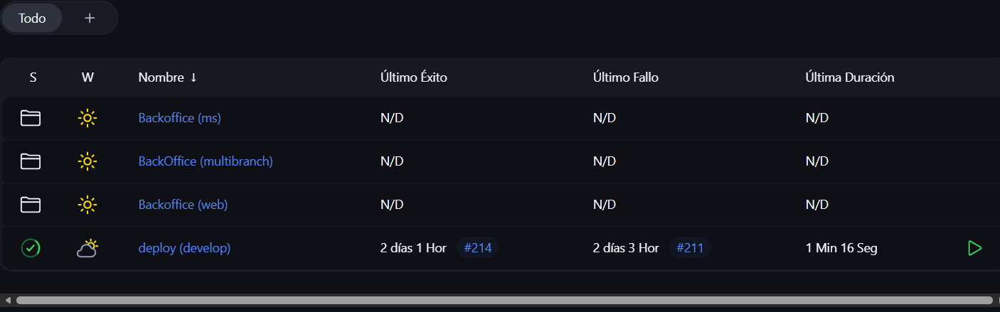 Todo +
S W Nombre ↓ Último Éxito Último Fallo Última Duración
Backoffice (ms) N/D N/D N/D
BackOffice (multibranch) N/D N/D N/D
Backoffice (web) N/D N/D N/D
deploy (develop) 2 días 1 Hor #214 2 días 3 Hor #211 1 Min 16 Seg